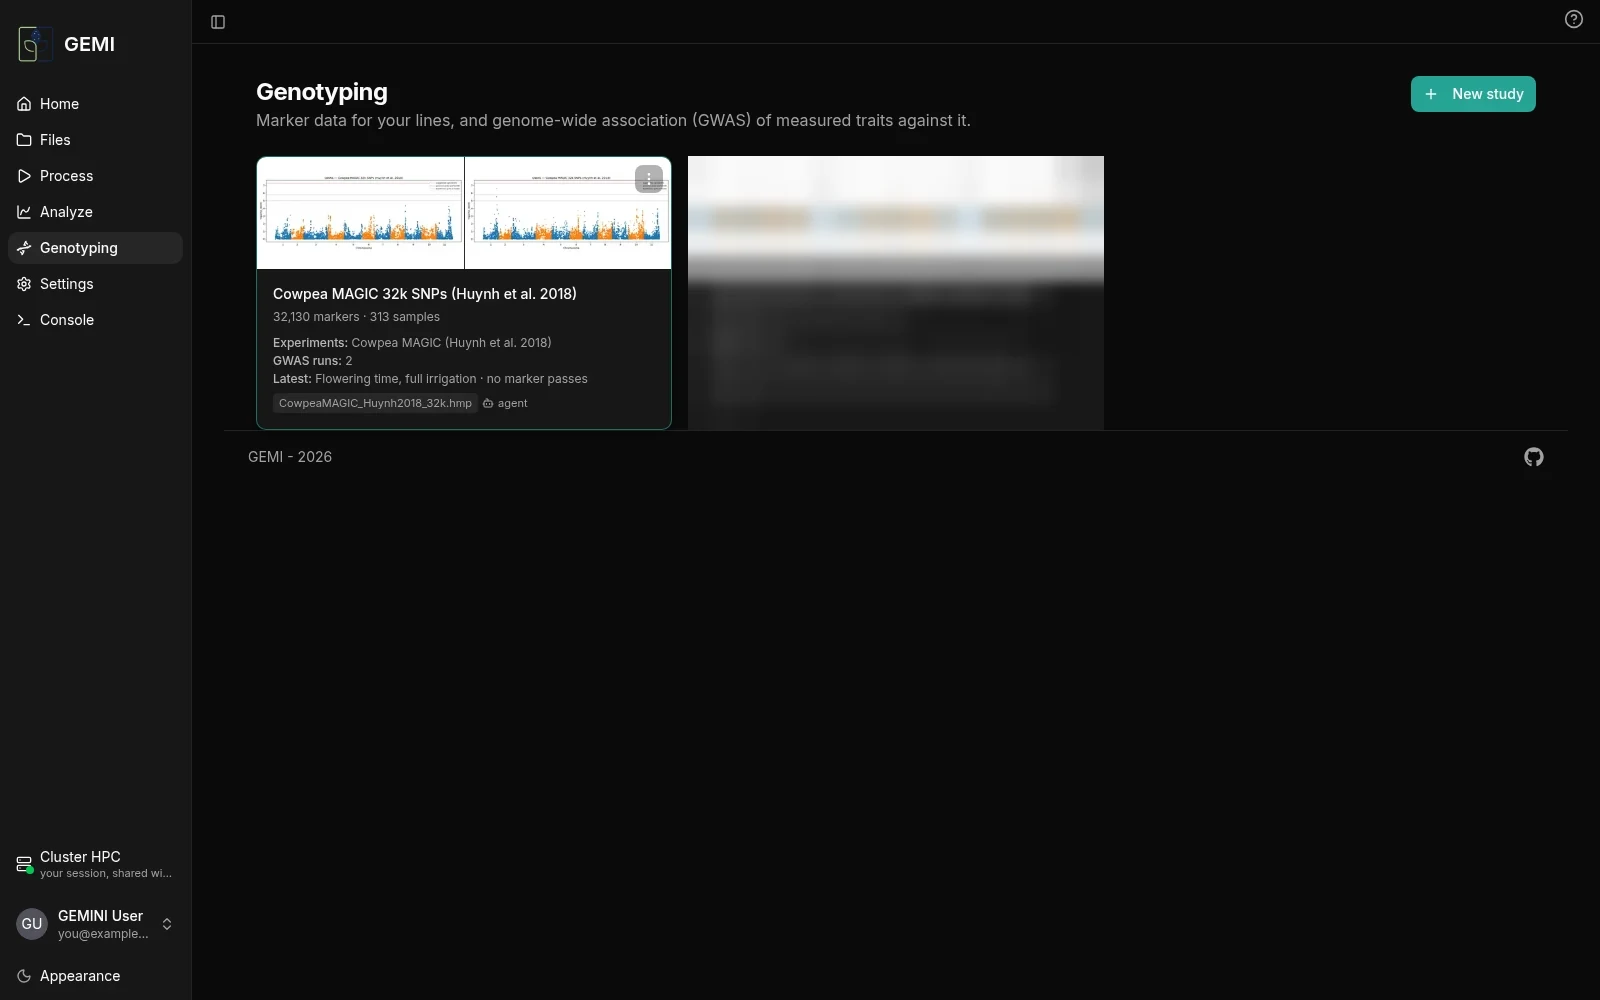 GEMI
Home
Files
Process
Analyze
Genotyping
Settings
Console
Cluster HPC
your session, shared wi...
GU
GEMINI User
you@example...
Appearance
Genotyping
Marker data for your lines, and genome-wide association (GWAS) of measured traits against it.
New study
Cowpea MAGIC 32k SNPs (Huynh et al. 2018)
32,130 markers · 313 samples
Experiments: Cowpea MAGIC (Huynh et al. 2018)
GWAS runs: 2
Latest: Flowering time, full irrigation · no marker passes
CowpeaMAGIC_Huynh2018_32k.hmp
agent
GEMI - 2026